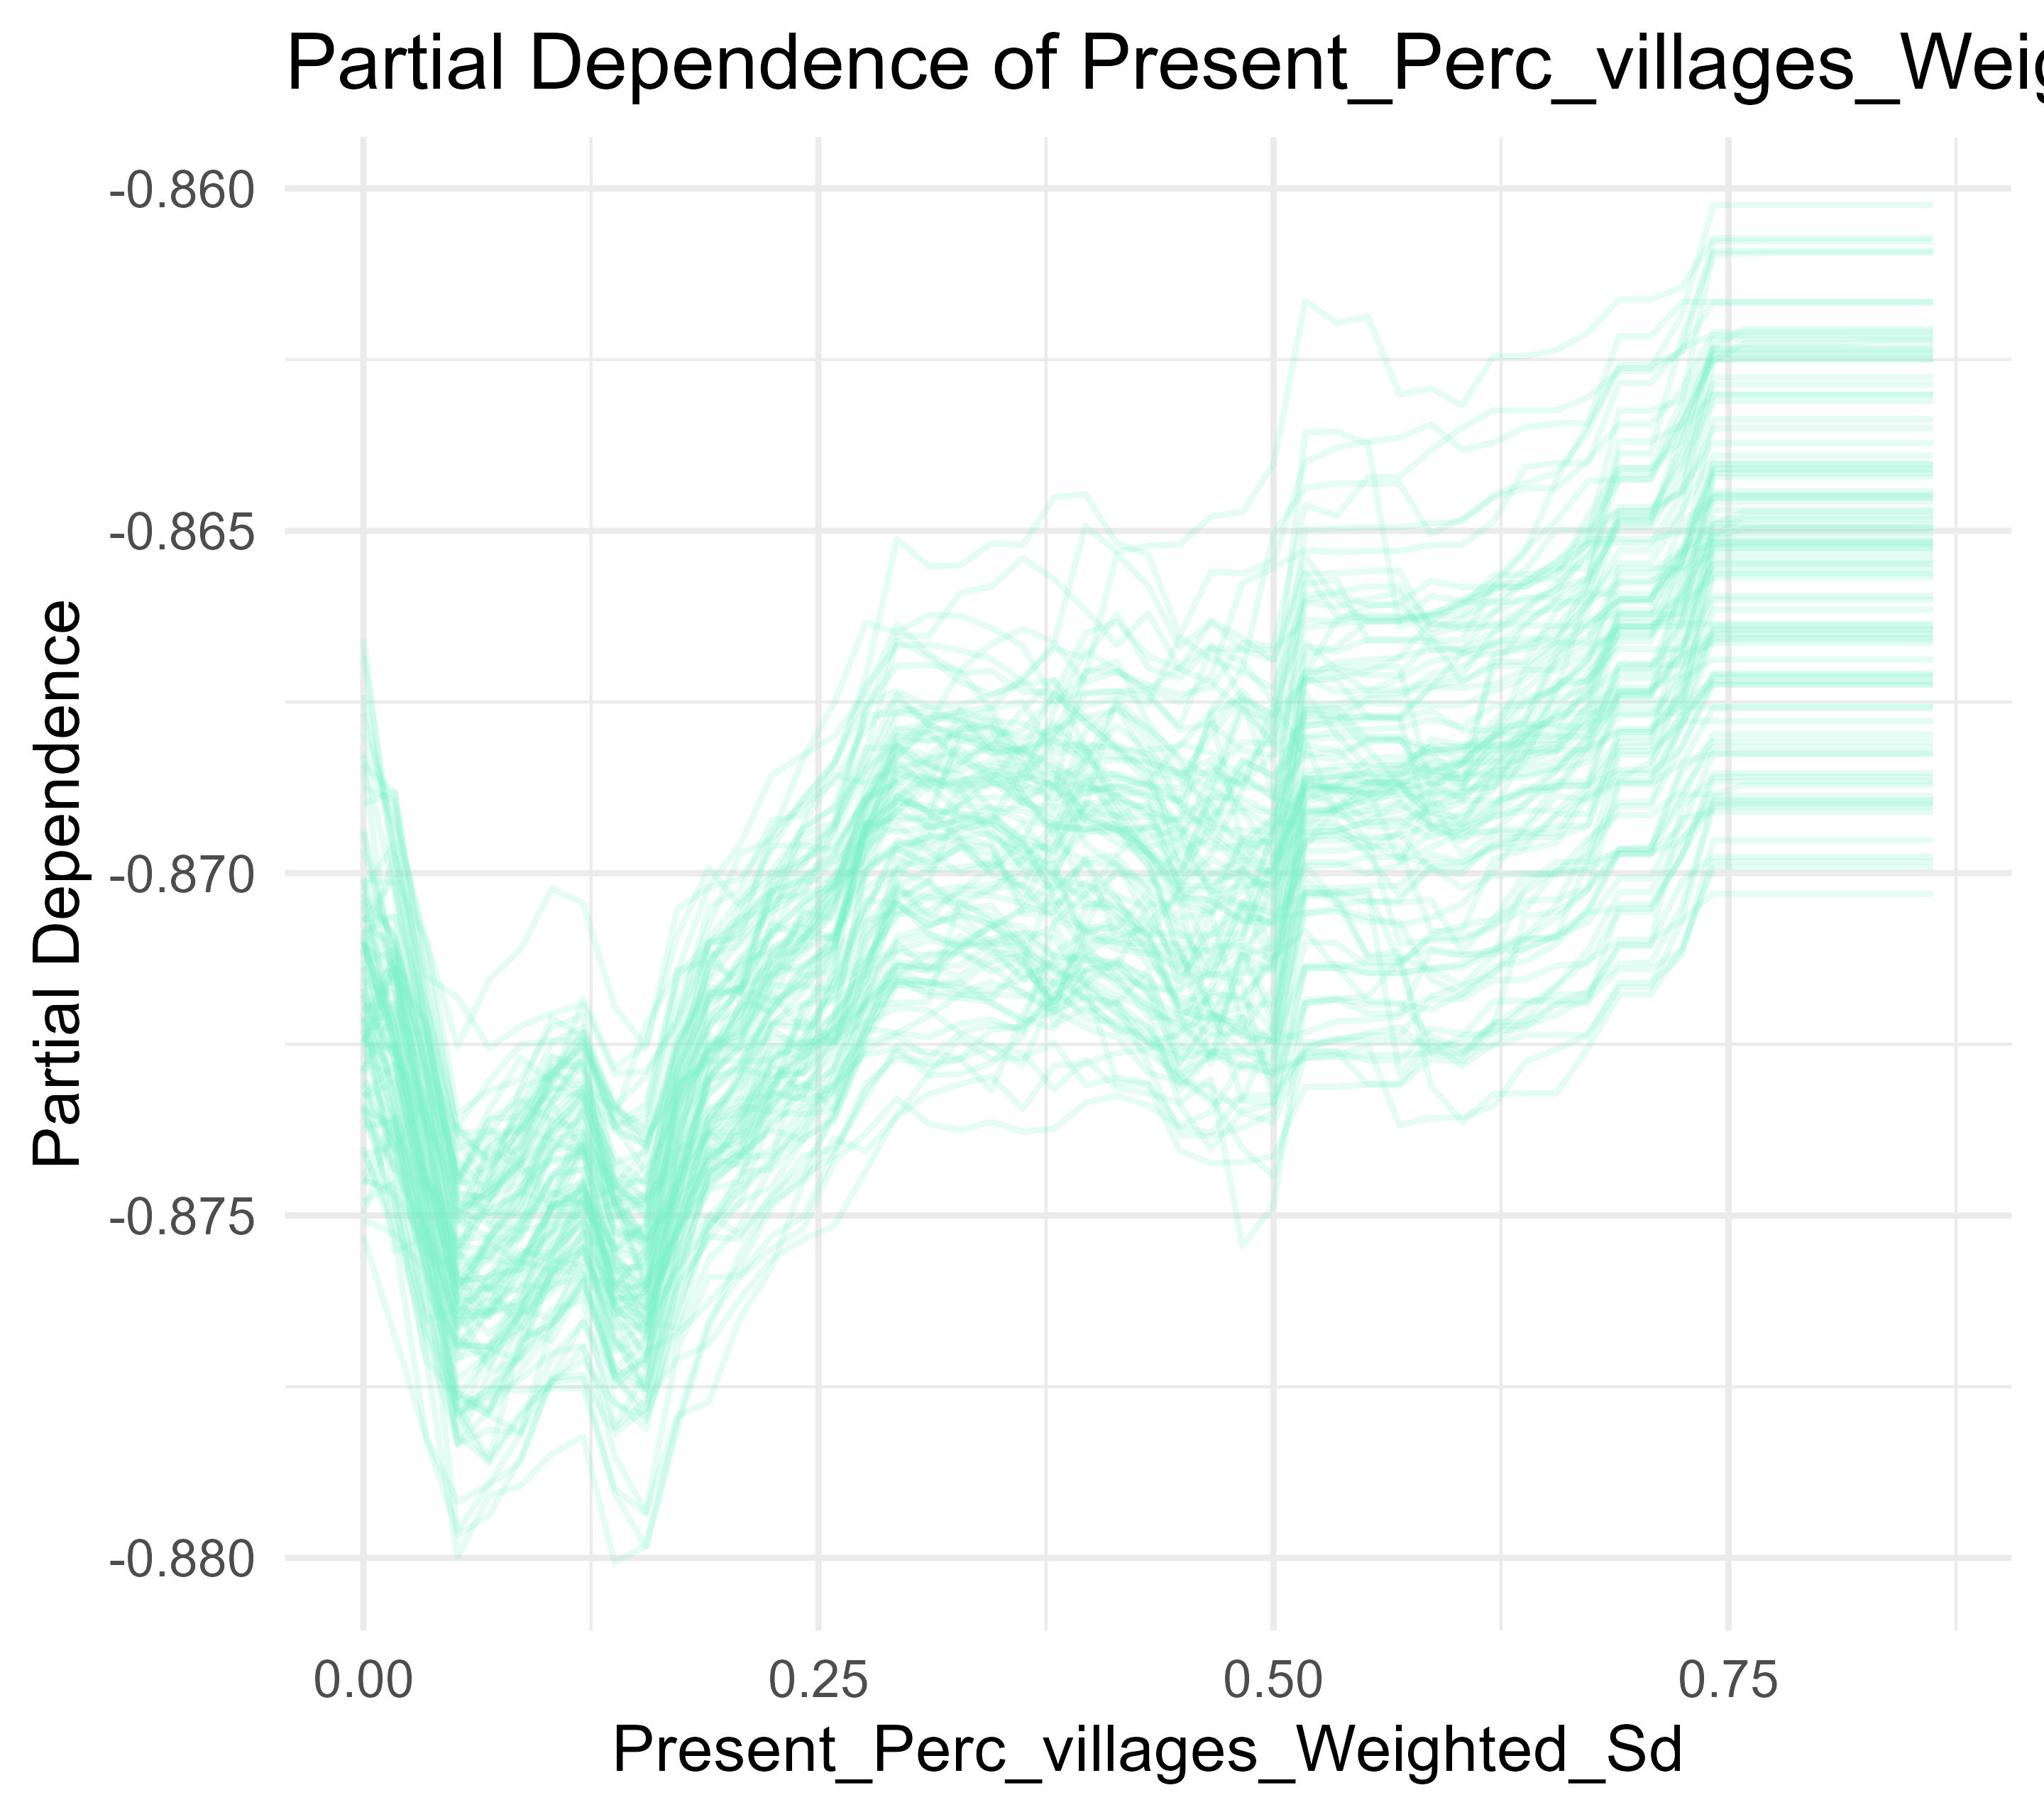 Partial Dependence of Present_Perc_villages_Weig
-0.860
-0.865
-0.870
-0.875
-0.880
Partial Dependence
0.00 0.25 0.50 0.75
Present_Perc_villages_Weighted_Sd